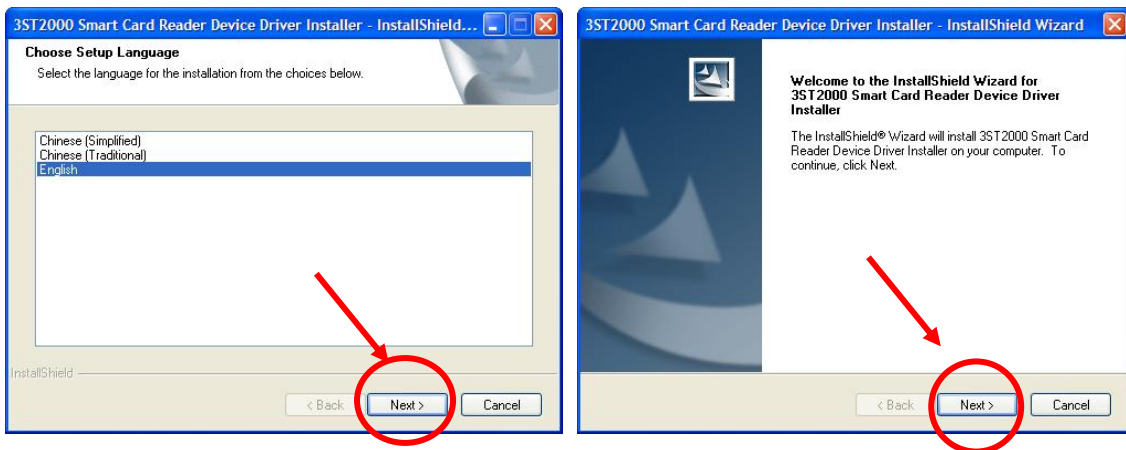 3ST2000 Smart Card Reader Device Driver Installer - InstallShield...
Choose Setup Language
Select the language for the installation from the choices below.
Chinese (Simplified)
Chinese (Traditional)
English
InstallShield
< Back
Next >
Cancel
3ST2000 Smart Card Reader Device Driver Installer - InstallShield Wizard
Welcome to the InstallShield Wizard for
3ST2000 Smart Card Reader Device Driver
Installer
The InstallShield® Wizard will install 3ST2000 Smart Card
Reader Device Driver Installer on your computer. To
continue, click Next.
< Back
Next >
Cancel